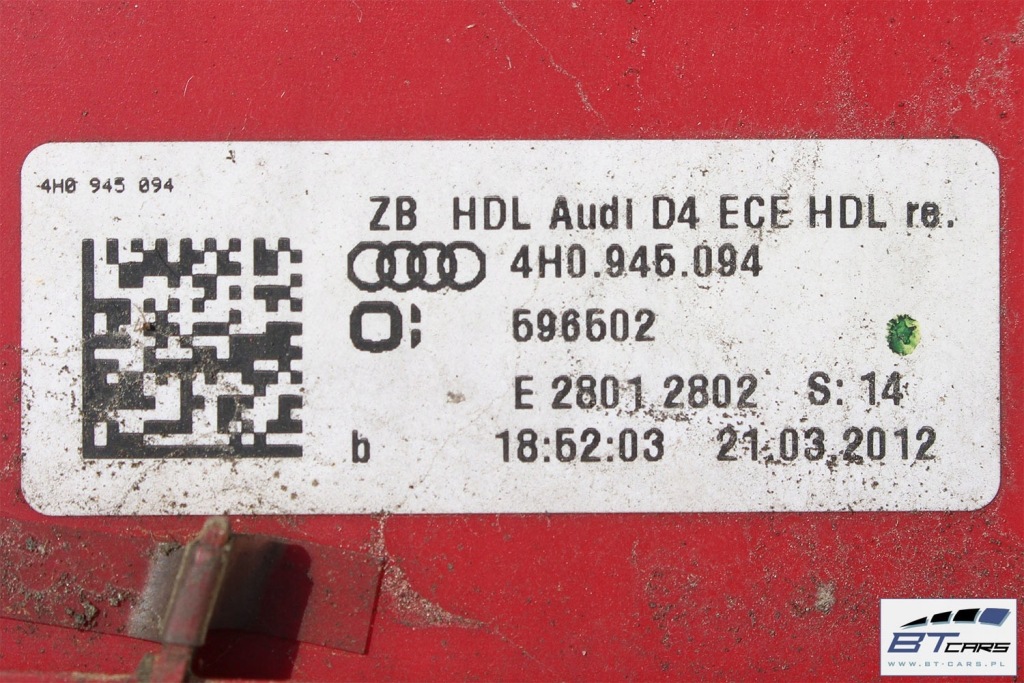 4H0 945 094
ZB HDL Audi D4 ECE HDL re.
4H0.945.094
596502
E 2801 2802 S: 14
b 18:52:03 21.03.2012
BT CARS
WWW.BT-CARS.PL